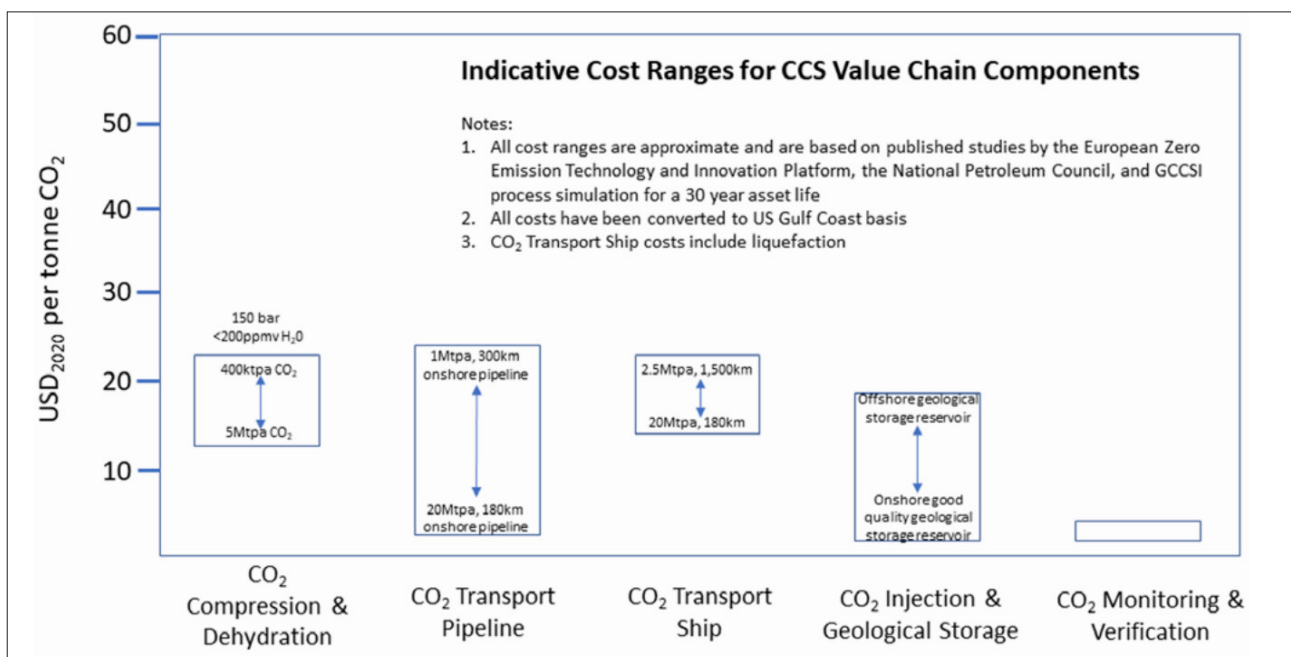 Indicative Cost Ranges for CCS Value Chain Components
Notes:
1. All cost ranges are approximate and are based on published studies by the European Zero
Emission Technology and Innovation Platform, the National Petroleum Council, and GCCSI
process simulation for a 30 year asset life
2. All costs have been converted to US Gulf Coast basis
3. CO₂ Transport Ship costs include liquefaction
USD₂₀₂₀ per tonne CO₂
60
50
40
30
20
10
150 bar
<200ppmv H₂0
400ktpa CO₂
5Mtpa CO₂
1Mtpa, 300km
onshore pipeline
20Mtpa, 180km
onshore pipeline
2.5Mtpa, 1,500km
20Mtpa, 180km
Offshore geological
storage reservoir
Onshore good
quality geological
storage reservoir
CO₂
Compression &
Dehydration
CO₂ Transport
Pipeline
CO₂ Transport
Ship
CO₂ Injection &
Geological Storage
CO₂ Monitoring &
Verification